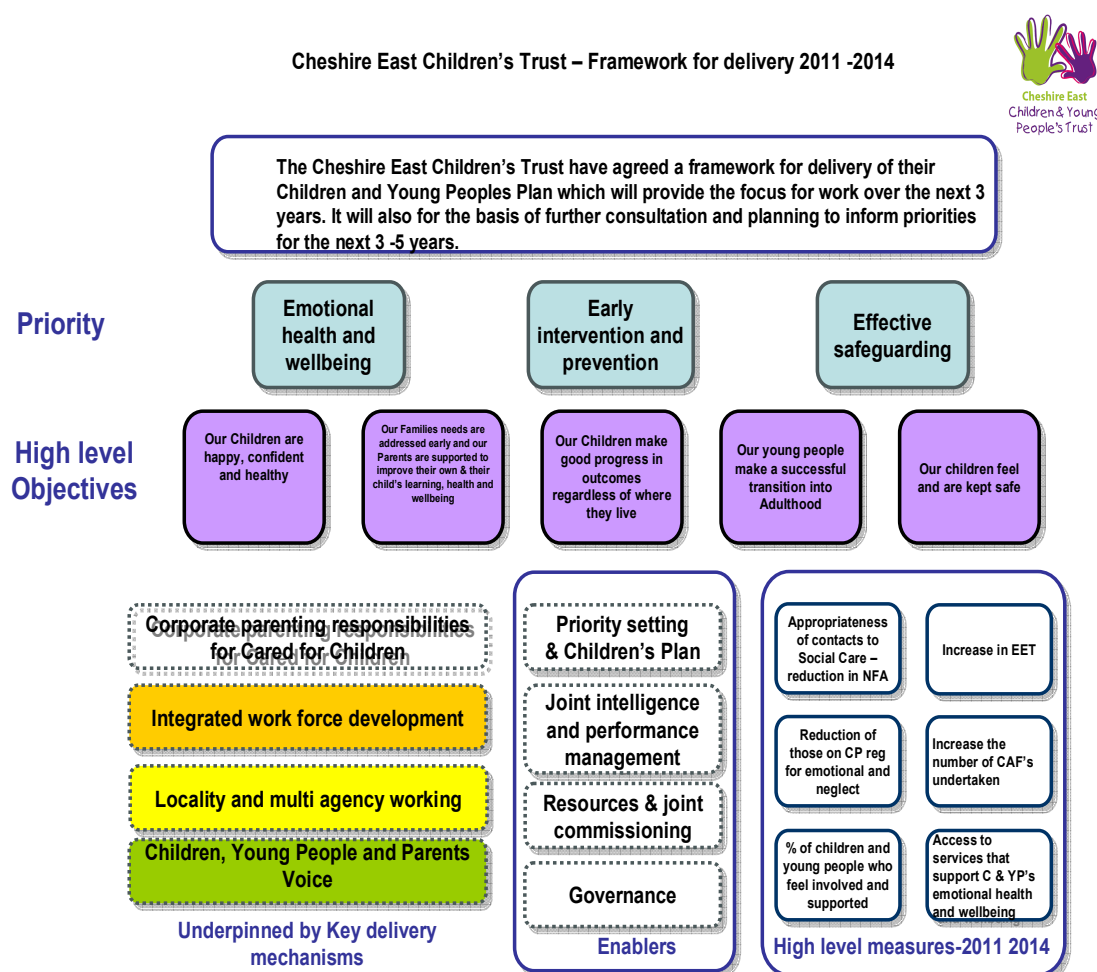 Cheshire East Children's Trust – Framework for delivery 2011 -2014
Cheshire East
Children & Young
People's Trust
The Cheshire East Children's Trust have agreed a framework for delivery of their
Children and Young Peoples Plan which will provide the focus for work over the next 3
years. It will also for the basis of further consultation and planning to inform priorities
for the next 3 -5 years.
Priority
Emotional
health and
wellbeing
Early
intervention and
prevention
Effective
safeguarding
High level
Objectives
Our Children are
happy, confident
and healthy
Our Families needs are
addressed early and our
Parents are supported to
improve their own & their
child's learning, health and
wellbeing
Our Children make
good progress in
outcomes
regardless of where
they live
Our young people
make a successful
transition into
Adulthood
Our children feel
and are kept safe
Corporate parenting responsibilities
for Cared for Children
Integrated work force development
Locality and multi agency working
Children, Young People and Parents
Voice
Underpinned by Key delivery
mechanisms
Priority setting
& Children's Plan
Joint intelligence
and performance
management
Resources & joint
commissioning
Governance
Enablers
Appropriateness
of contacts to
Social Care –
reduction in NFA
Increase in EET
Reduction of
those on CP reg
for emotional and
neglect
Increase the
number of CAF's
undertaken
% of children and
young people who
feel involved and
supported
Access to
services that
support C & YP's
emotional health
and wellbeing
High level measures-2011 2014